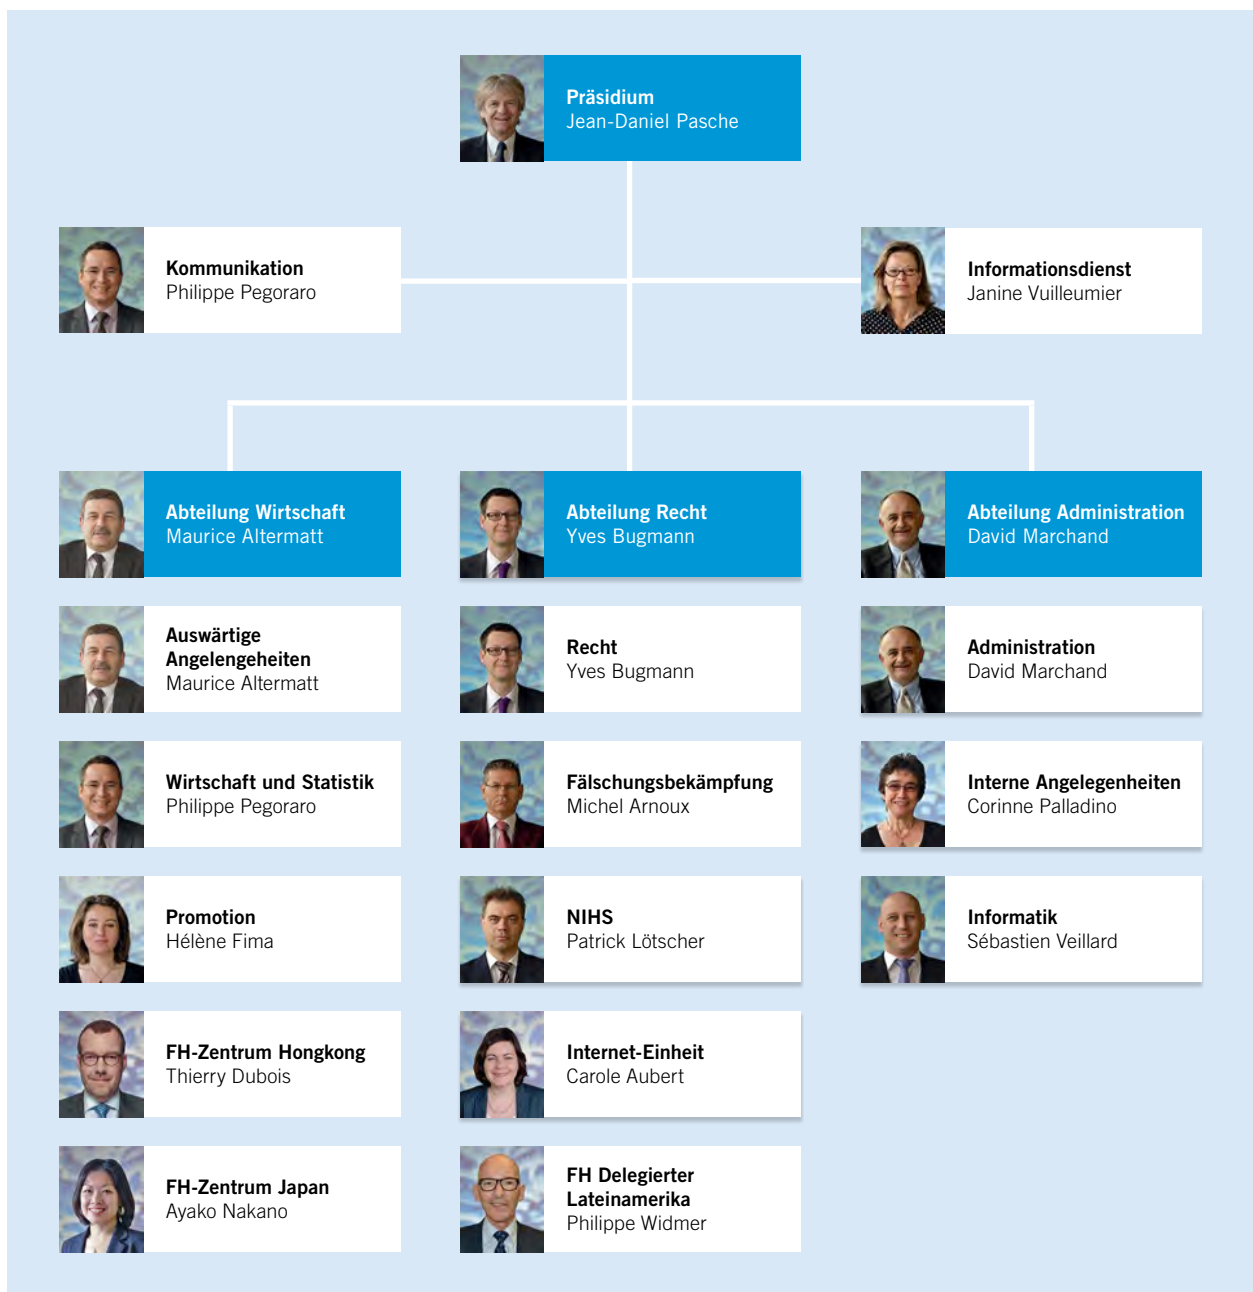 Präsidium
Jean-Daniel Pasche
Kommunikation
Philippe Pegoraro
Informationsdienst
Janine Vuilleumier
Abteilung Wirtschaft
Maurice Altermatt
Abteilung Recht
Yves Bugmann
Abteilung Administration
David Marchand
Auswärtige
Angelengeheiten
Maurice Altermatt
Recht
Yves Bugmann
Administration
David Marchand
Wirtschaft und Statistik
Philippe Pegoraro
Fälschungsbekämpfung
Michel Arnoux
Interne Angelegenheiten
Corinne Palladino
Promotion
Hélène Fima
NIHS
Patrick Lötscher
Informatik
Sébastien Veillard
FH-Zentrum Hongkong
Thierry Dubois
Internet-Einheit
Carole Aubert
FH-Zentrum Japan
Ayako Nakano
FH Delegierter
Lateinamerika
Philippe Widmer